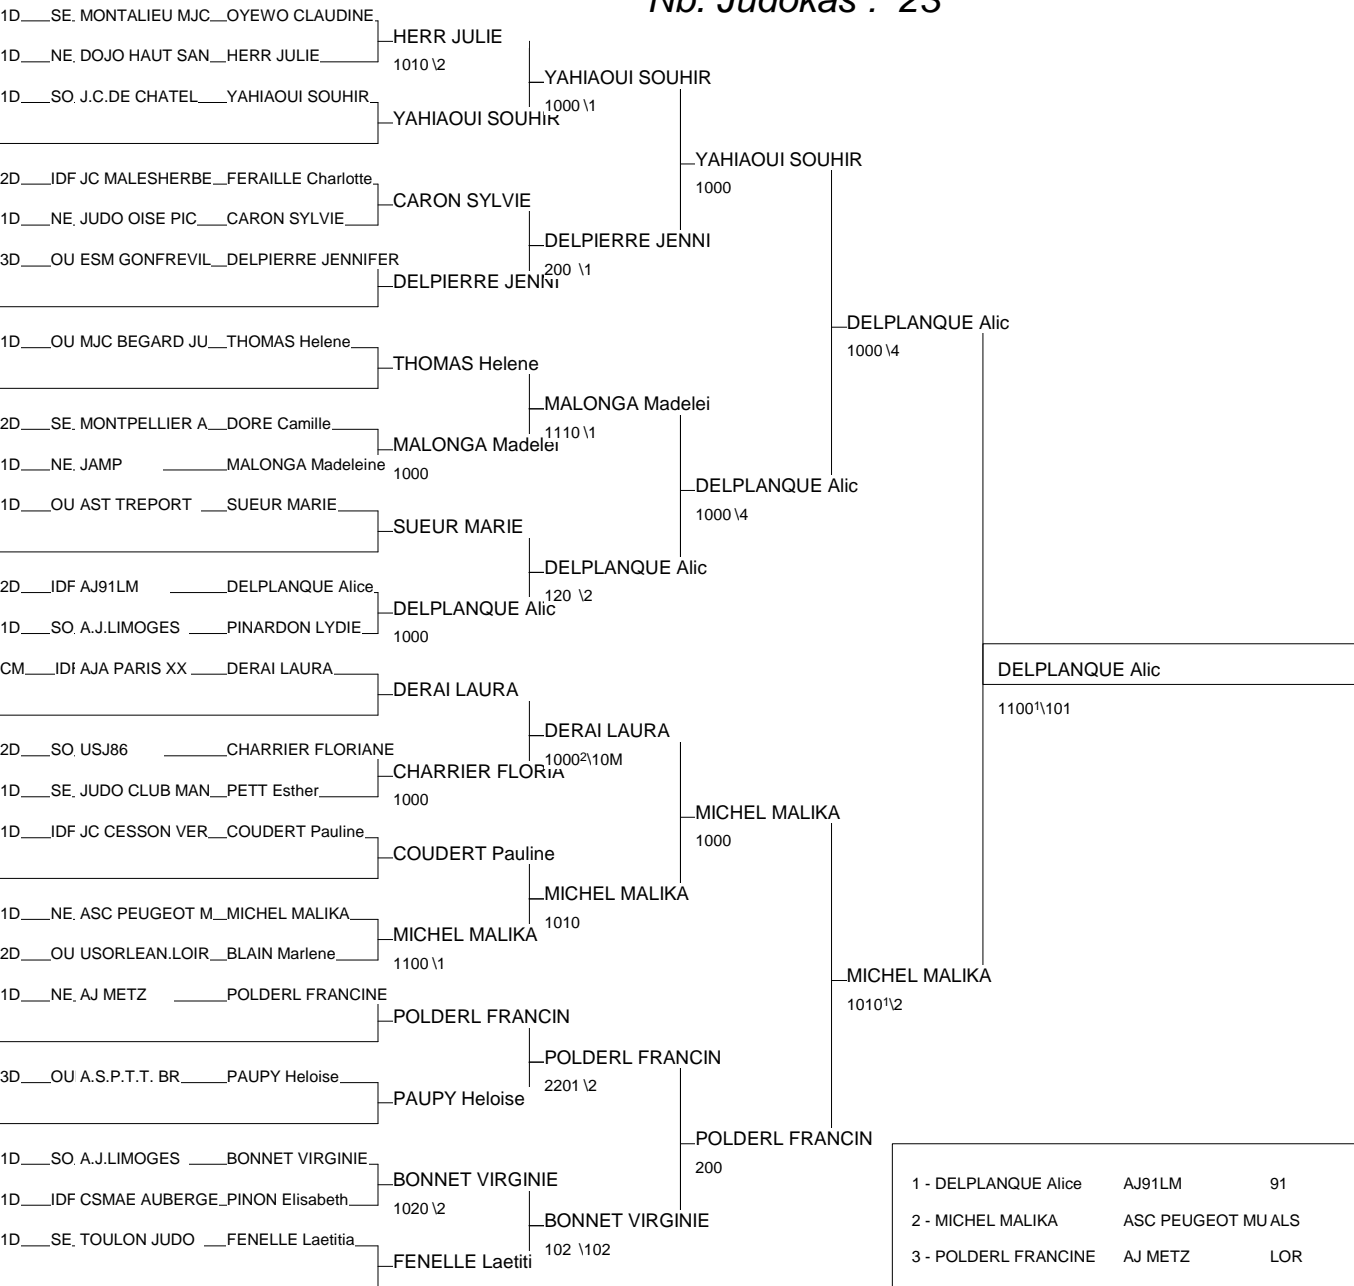 Nb. Judokas : 23
1D SE. MONTALIEU MJC OYEWO CLAUDINE
HERR JULIE
1D NE. DOJO HAUT SAN HERR JULIE
1010 \2
YAHIAOUI SOUHIR
1D SO. J.C.DE CHATEL YAHIAOUI SOUHIR
1000 \1
YAHIAOUI SOUHIR
YAHIAOUI SOUHIR
1000
2D IDF JC MALESHERBE FERAILLE Charlotte
CARON SYLVIE
1D NE. JUDO OISE PIC CARON SYLVIE
DELPIERRE JENNI
3D OU ESM GONFREVIL DELPIERRE JENNIFER
200 \1
DELPIERRE JENNI
DELPLANQUE Alic
1000 \4
1D OU MJC BEGARD JU THOMAS Helene
THOMAS Helene
MALONGA Madelei
2D SE. MONTPELLIER A DORE Camille
1110 \1
MALONGA Madelei
1D NE. JAMP MALONGA Madeleine
1000
DELPLANQUE Alic
1000 \4
1D OU AST TREPORT SUEUR MARIE
SUEUR MARIE
DELPLANQUE Alic
120 \2
2D IDF AJ91LM DELPLANQUE Alice
DELPLANQUE Alic
1D SO. A.J.LIMOGES PINARDON LYDIE
1000
CM IDF AJA PARIS XX DERAI LAURA
DELPLANQUE Alic
1100¹\101
DERAI LAURA
DERAI LAURA
1000²\10M
2D SO. USJ86 CHARRIER FLORIANE
CHARRIER FLORIA
1D SE. JUDO CLUB MAN PETT Esther
1000
MICHEL MALIKA
1000
1D IDF JC CESSON VER COUDERT Pauline
COUDERT Pauline
MICHEL MALIKA
1010
1D NE. ASC PEUGEOT M MICHEL MALIKA
MICHEL MALIKA
2D OU USORLEAN.LOIR BLAIN Marlene
1100 \1
MICHEL MALIKA
1010¹\2
1D NE. AJ METZ POLDERL FRANCINE
POLDERL FRANCIN
POLDERL FRANCIN
2201 \2
3D OU A.S.P.T.T. BR PAUPY Heloise
PAUPY Heloise
POLDERL FRANCIN
200
1D SO. A.J.LIMOGES BONNET VIRGINIE
BONNET VIRGINIE
1D IDF CSMAE AUBERGE PINON Elisabeth
1020 \2
BONNET VIRGINIE
102 \102
1D SE. TOULON JUDO FENELLE Laetitia
FENELLE Laetiti
1 - DELPLANQUE Alice AJ91LM 91
2 - MICHEL MALIKA ASC PEUGEOT MU ALS
3 - POLDERL FRANCINE AJ METZ LOR